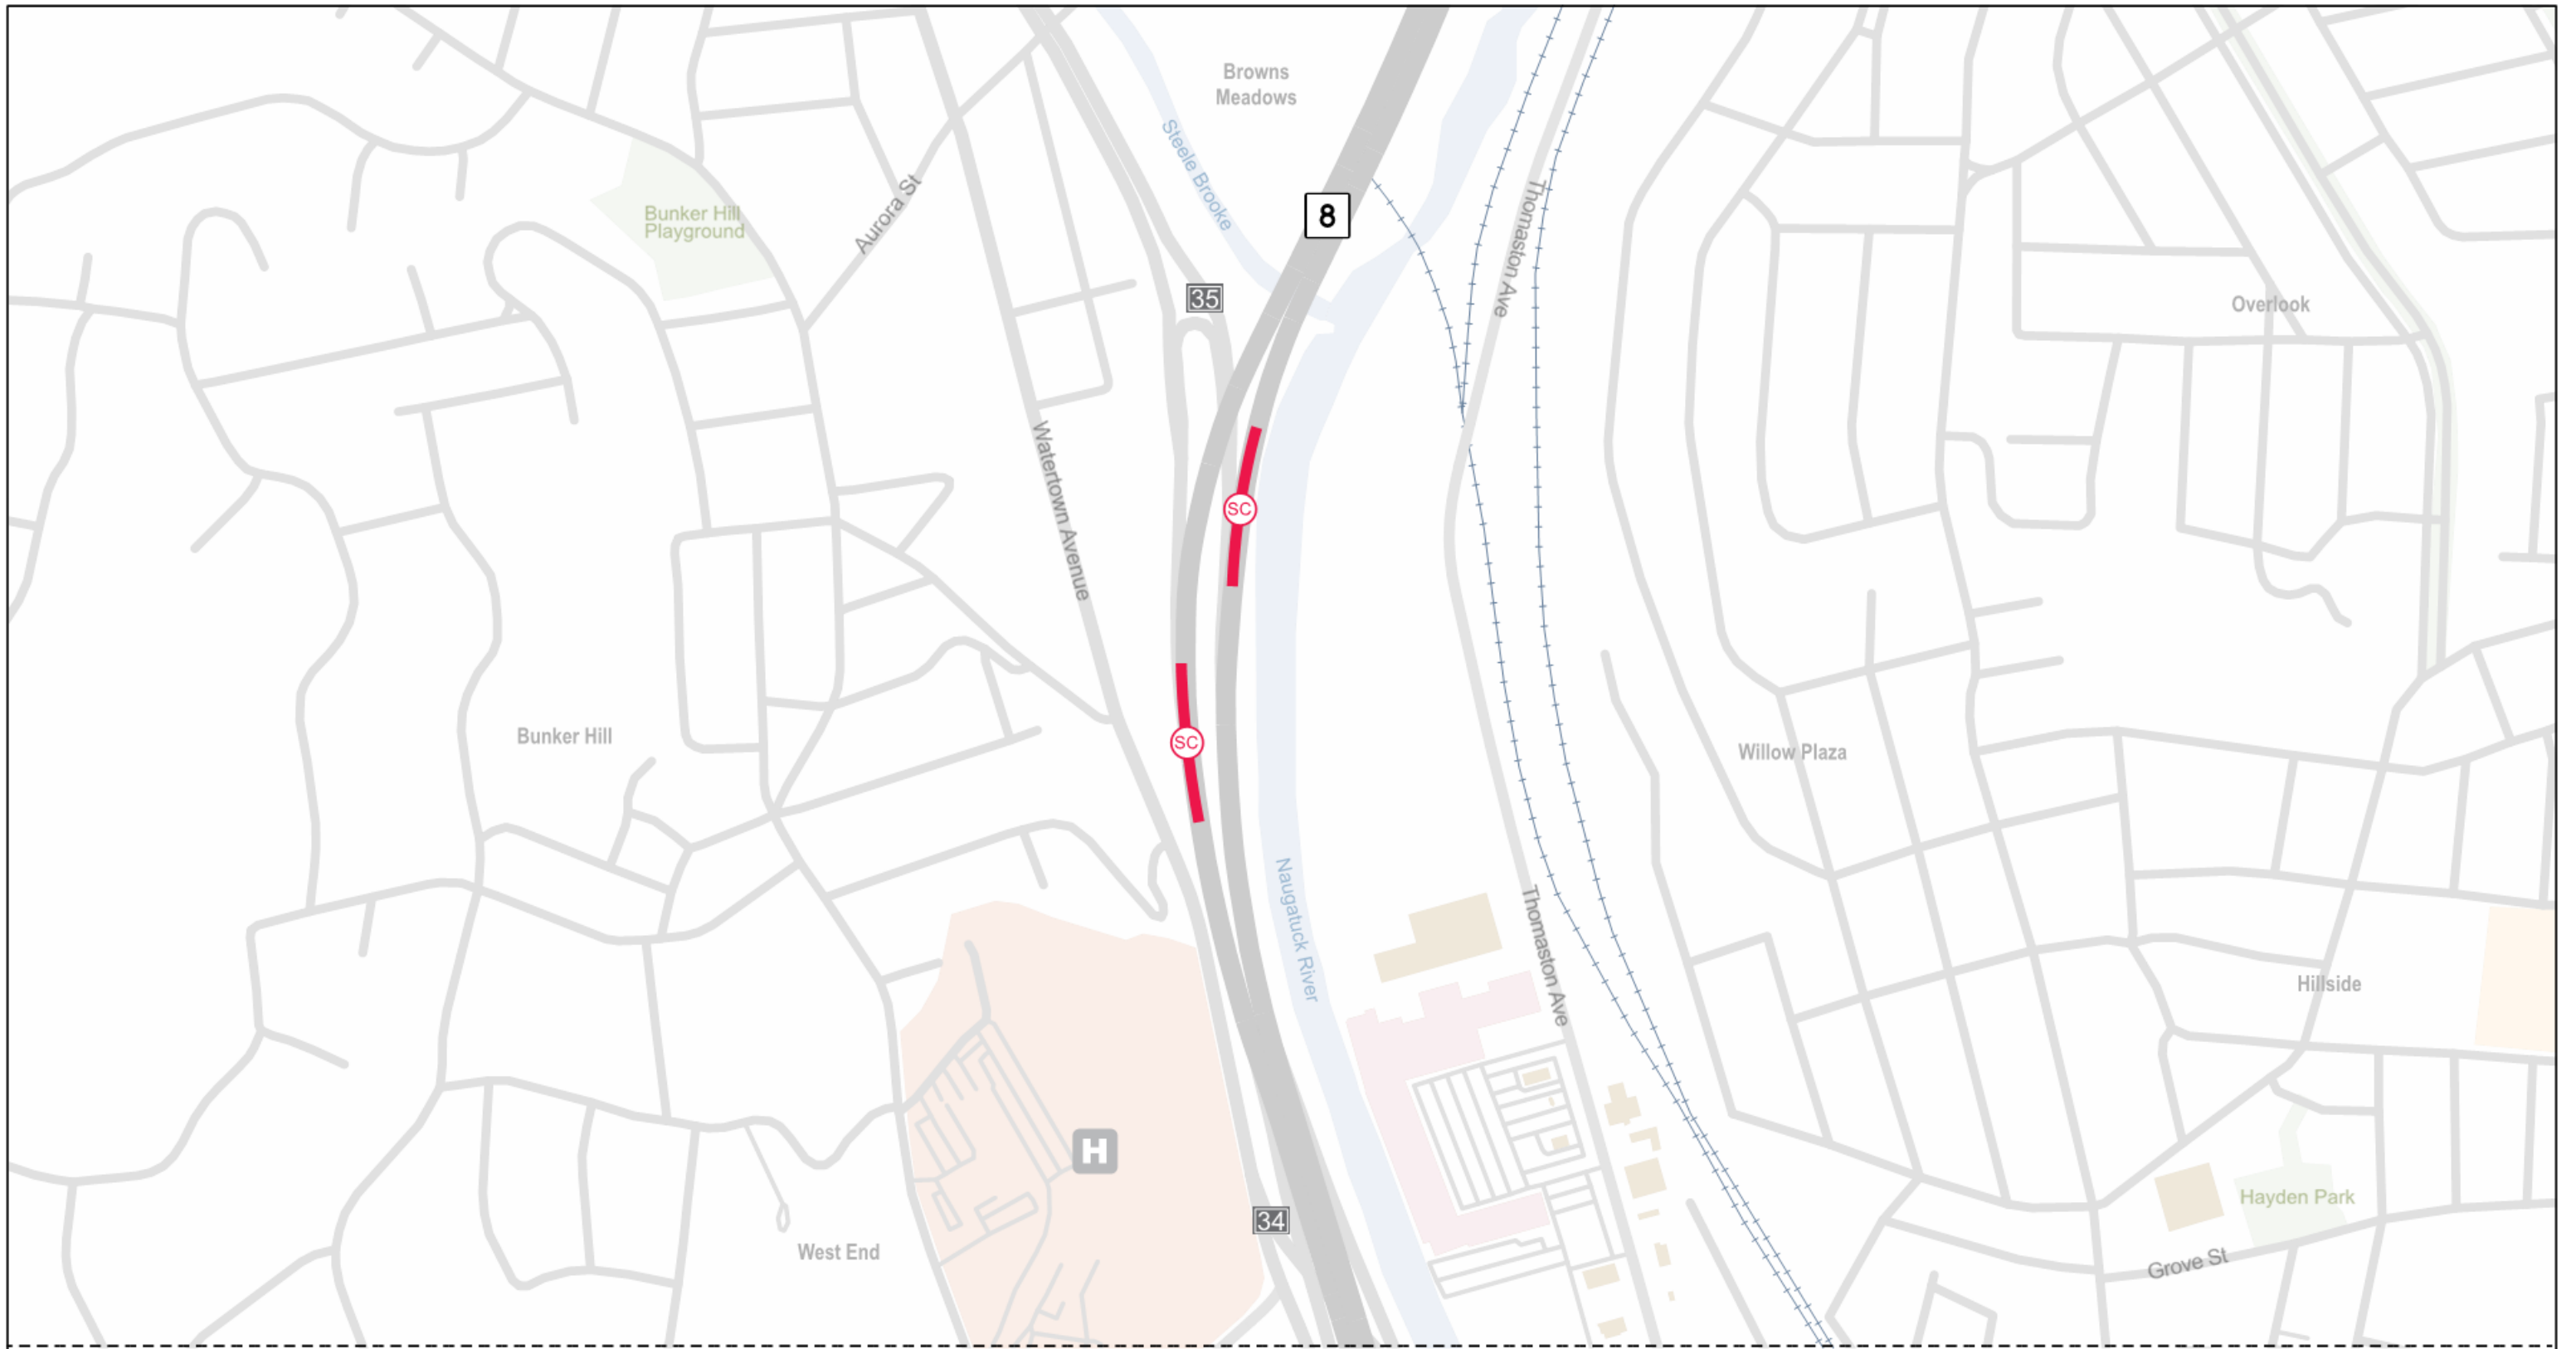 Browns
Meadows
Steele Brooke
Aurora St
Bunker Hill
Playground
8
Thomaston Ave
35
Overlook
Watertown Avenue
SC
SC
Bunker Hill
Willow Plaza
Naugatuck River
Thomaston Ave
Hillside
H
34
West End
Hayden Park
Grove St